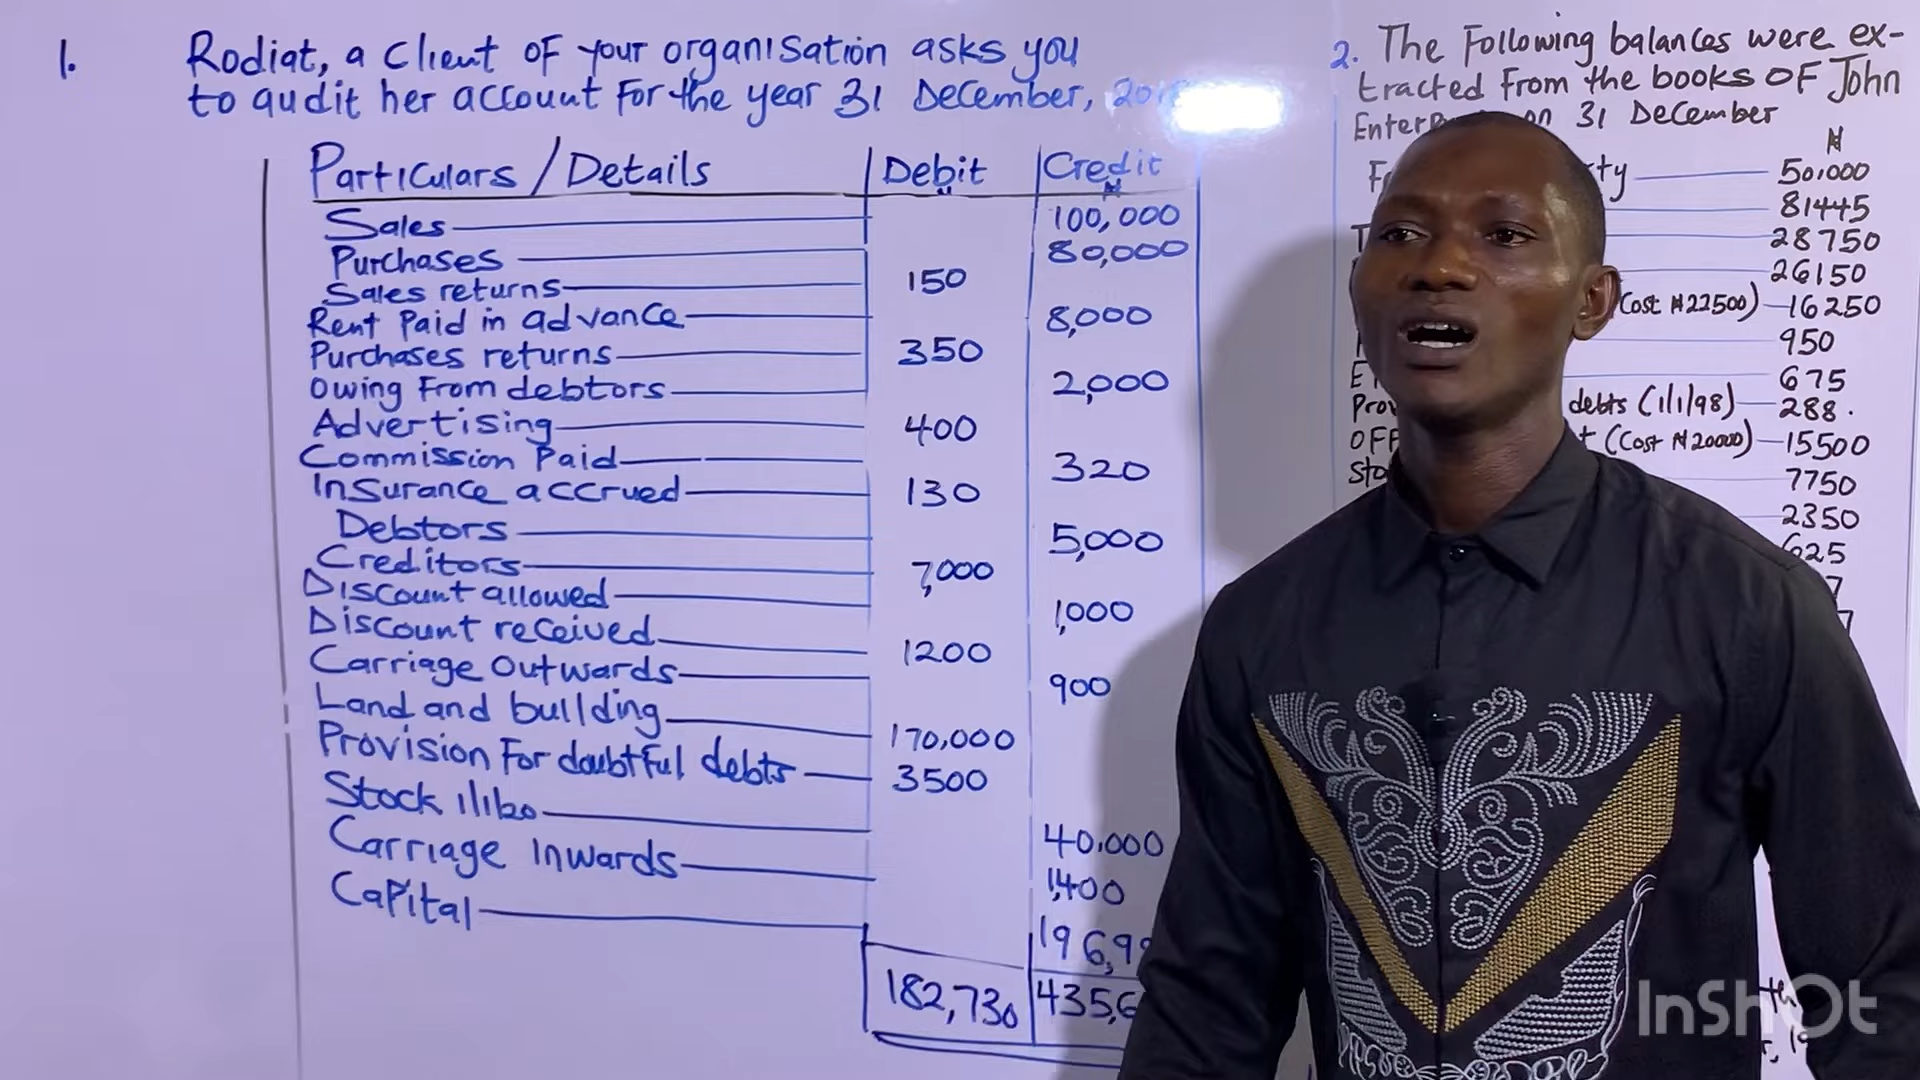 1. Rodiat, a client of your organisation asks you
to audit her account for the year 31 December,
Particulars / Details Debit Credit
₦ ₦
Sales 100,000
Purchases 80,000
Sales returns 150
Rent Paid in advance 8,000
Purchases returns 350
Owing from debtors 2,000
Advertising 400
Commission Paid 320
Insurance accrued 130
Debtors 5,000
Creditors 7,000
Discount allowed 1,000
Discount received 1200
Carriage Outwards 900
Land and building 170,000
Provision for doubtful debts 3500
Stock 40,000
Carriage inwards 1,400
Capital 196,9
182,730 435,6
2. The Following balances were ex-
tracted from the books of John
on 31 December
₦
50,000
81445
28750
26150
(Cost ₦22500) 16250
950
675
debts (1/1/98) 288.
(Cost ₦20000) 15500
7750
2350
625
InShOt